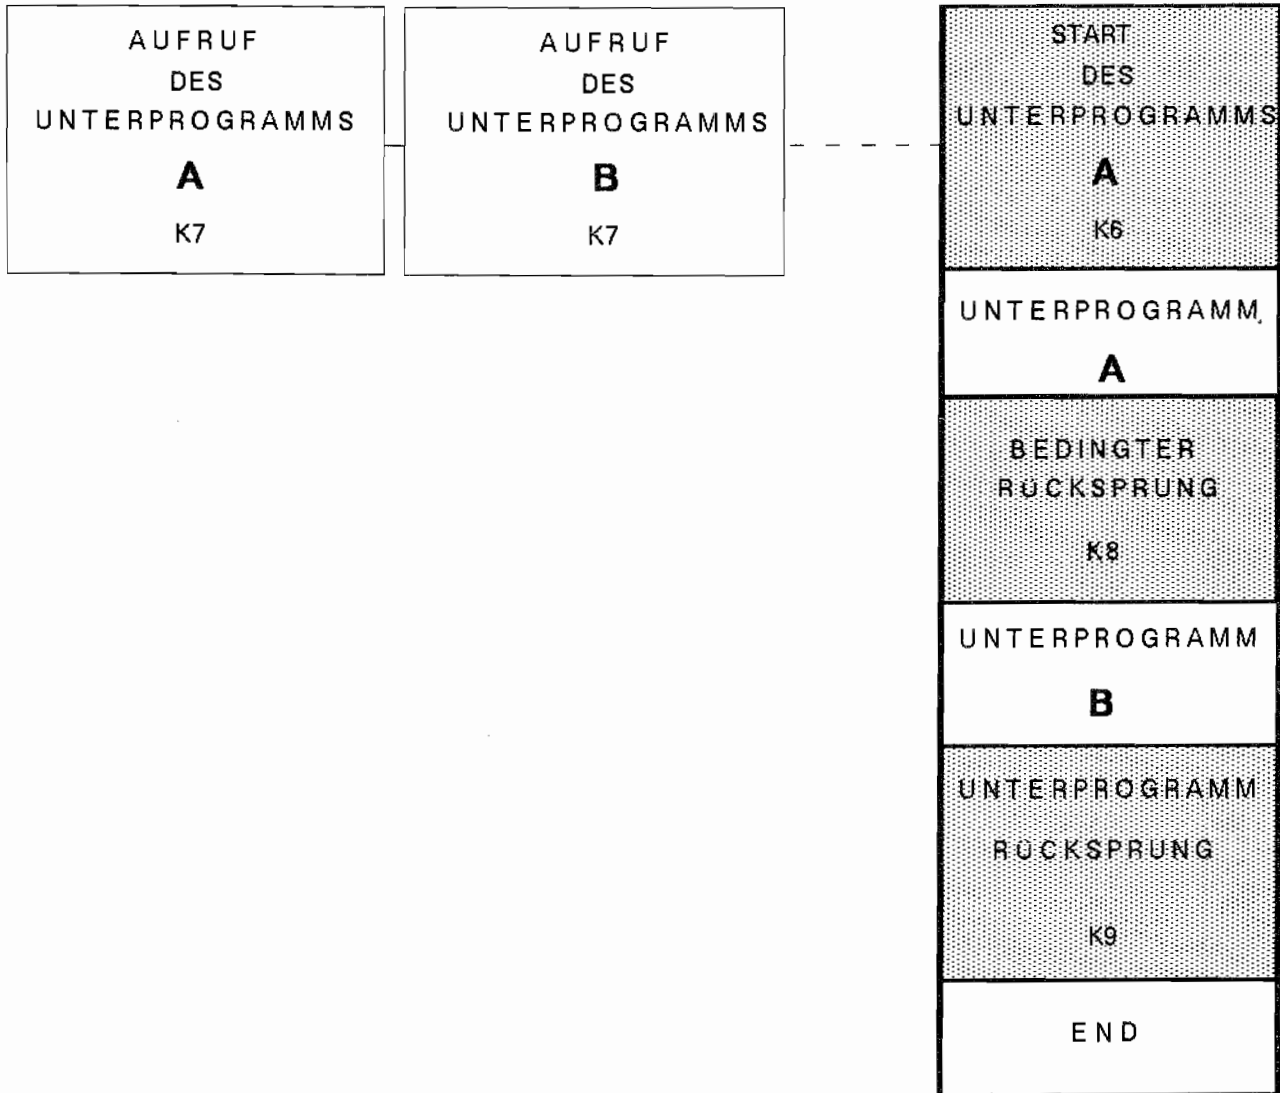 AUFRUF
DES
UNTERPROGRAMMS
A
K7
AUFRUF
DES
UNTERPROGRAMMS
B
K7
START
DES
UNTERPROGRAMMS
A
K6
UNTERPROGRAMM
A
BEDINGTER
RÜCKSPRUNG
K8
UNTERPROGRAMM
B
UNTERPROGRAMM
RÜCKSPRUNG
K9
END